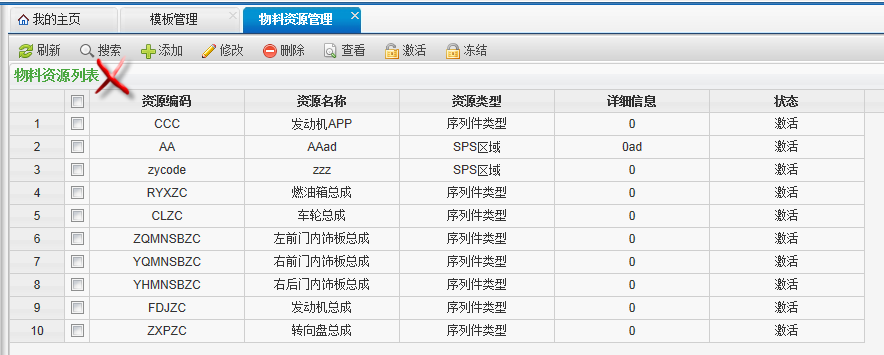 我的主页 模板管理 物料资源管理
刷新 搜索 添加 修改 删除 查看 激活 冻结
物料资源列表
资源编码 资源名称 资源类型 详细信息 状态
1 CCC 发动机APP 序列件类型 0 激活
2 AA AAad SPS区域 0ad 激活
3 zycode zzz SPS区域 0 激活
4 RYXZC 燃油箱总成 序列件类型 0 激活
5 CLZC 车轮总成 序列件类型 0 激活
6 ZQMNSBZC 左前门内饰板总成 序列件类型 0 激活
7 YQMNSBZC 右前门内饰板总成 序列件类型 0 激活
8 YHMNSBZC 右后门内饰板总成 序列件类型 0 激活
9 FDJZC 发动机总成 序列件类型 0 激活
10 ZXPZC 转向盘总成 序列件类型 0 激活